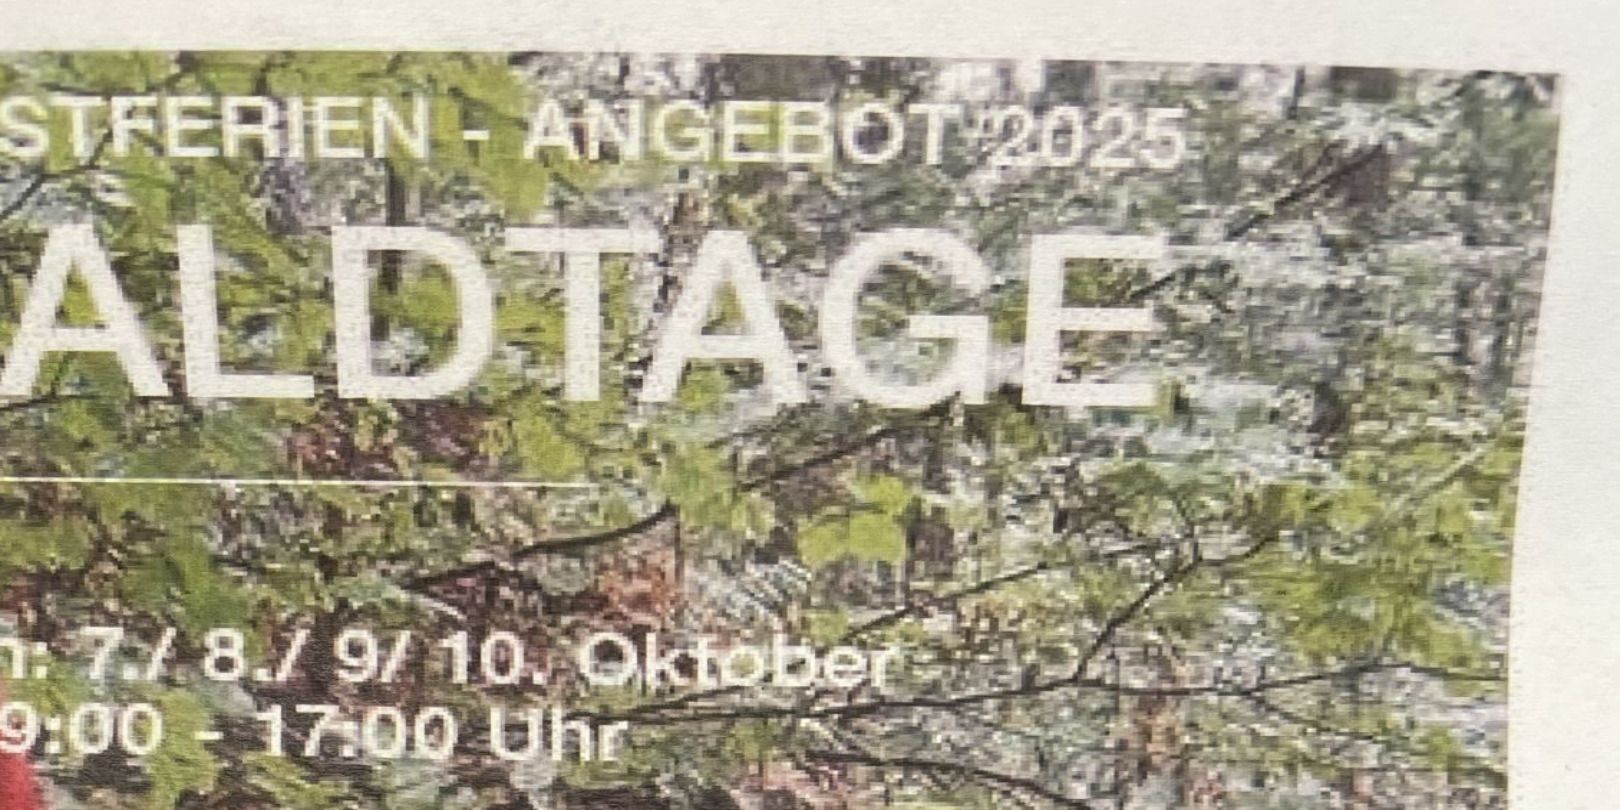 STFERIEN - ANGEBOT 2025
ALDTAGE
n: 7./ 8./ 9/ 10. Oktober
9:00 - 17:00 Uhr